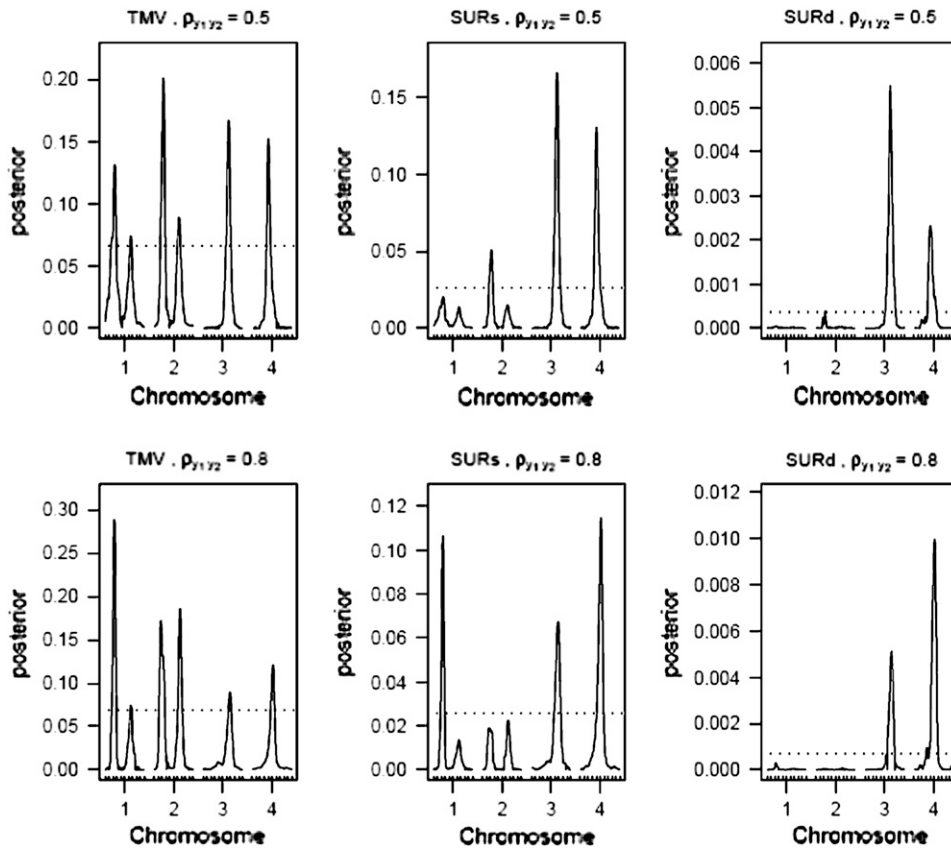 TMV , ρy₁y₂ = 0.5
SURs , ρy₁y₂ = 0.5
SURd , ρy₁y₂ = 0.5
posterior
0.20
0.15
0.10
0.05
0.00
1 2 3 4
Chromosome
posterior
0.15
0.10
0.05
0.00
1 2 3 4
Chromosome
posterior
0.006
0.005
0.004
0.003
0.002
0.001
0.000
1 2 3 4
Chromosome
TMV , ρy₁y₂ = 0.8
SURs , ρy₁y₂ = 0.8
SURd , ρy₁y₂ = 0.8
posterior
0.30
0.25
0.20
0.15
0.10
0.05
0.00
1 2 3 4
Chromosome
posterior
0.12
0.10
0.08
0.06
0.04
0.02
0.00
1 2 3 4
Chromosome
posterior
0.012
0.010
0.008
0.006
0.004
0.002
0.000
1 2 3 4
Chromosome